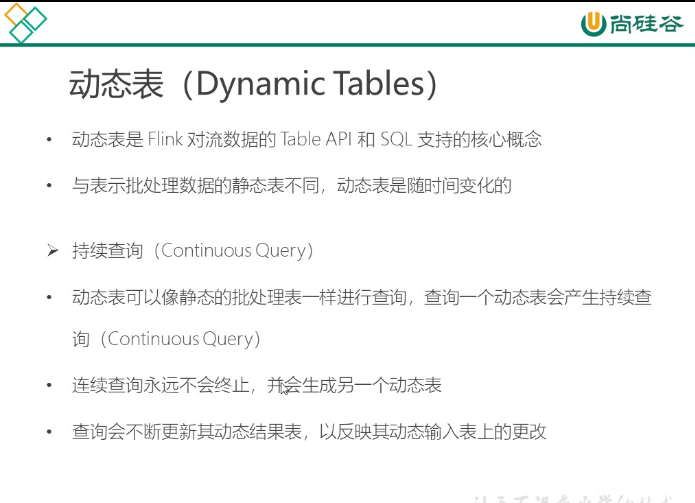 尚硅谷
动态表（Dynamic Tables）
• 动态表是 Flink 对流数据的 Table API 和 SQL 支持的核心概念
• 与表示批处理数据的静态表不同，动态表是随时间变化的
➢ 持续查询（Continuous Query）
• 动态表可以像静态的批处理表一样进行查询，查询一个动态表会产生持续查
询（Continuous Query）
• 连续查询永远不会终止，并会生成另一个动态表
• 查询会不断更新其动态结果表，以反映其动态输入表上的更改